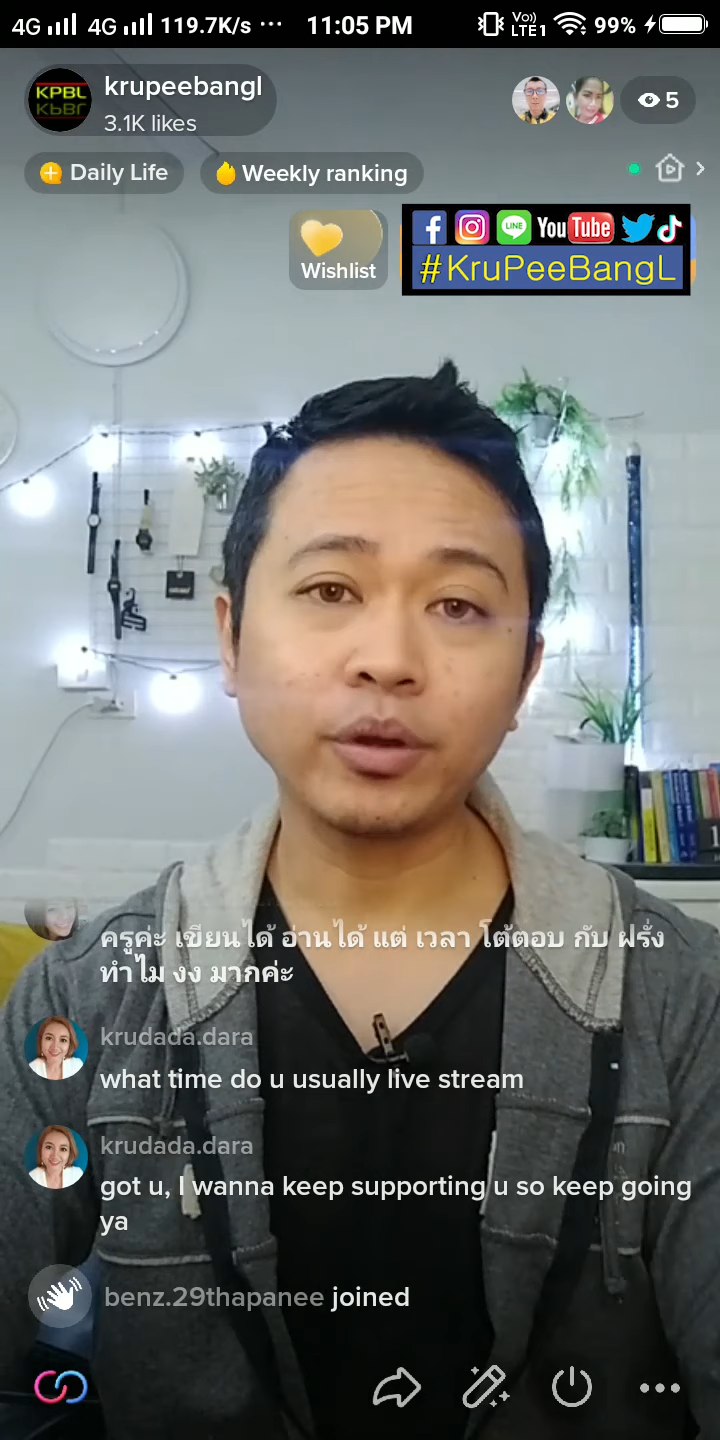 4G 4G 119.7K/s ... 11:05 PM Vo)) LTE1 99%
krupeebangl
3.1K likes
5
Daily Life
Weekly ranking
Wishlist
f LINE YouTube
#KruPeeBangL
KPBL
ครูค่ะ เขียนได้ อ่านได้ แต่ เวลา โต้ตอบ กับ ฝรั่ง
ทำไม งง มากค่ะ
krudada.dara
what time do u usually live stream
krudada.dara
got u, I wanna keep supporting u so keep going
ya
benz.29thapanee joined